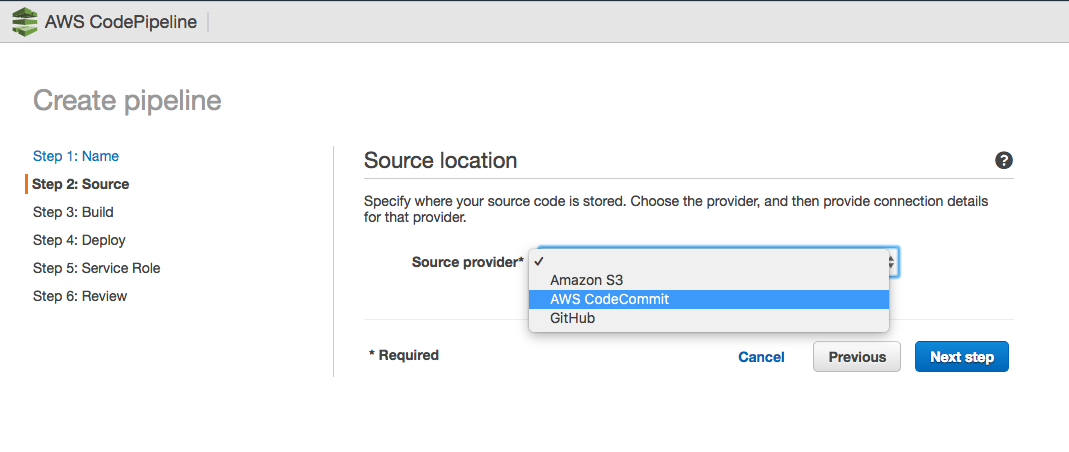 AWS CodePipeline
Create pipeline
Step 1: Name
Step 2: Source
Step 3: Build
Step 4: Deploy
Step 5: Service Role
Step 6: Review
Source location
?
Specify where your source code is stored. Choose the provider, and then provide connection details
for that provider.
Source provider*
✓
Amazon S3
AWS CodeCommit
GitHub
* Required
Cancel
Previous
Next step